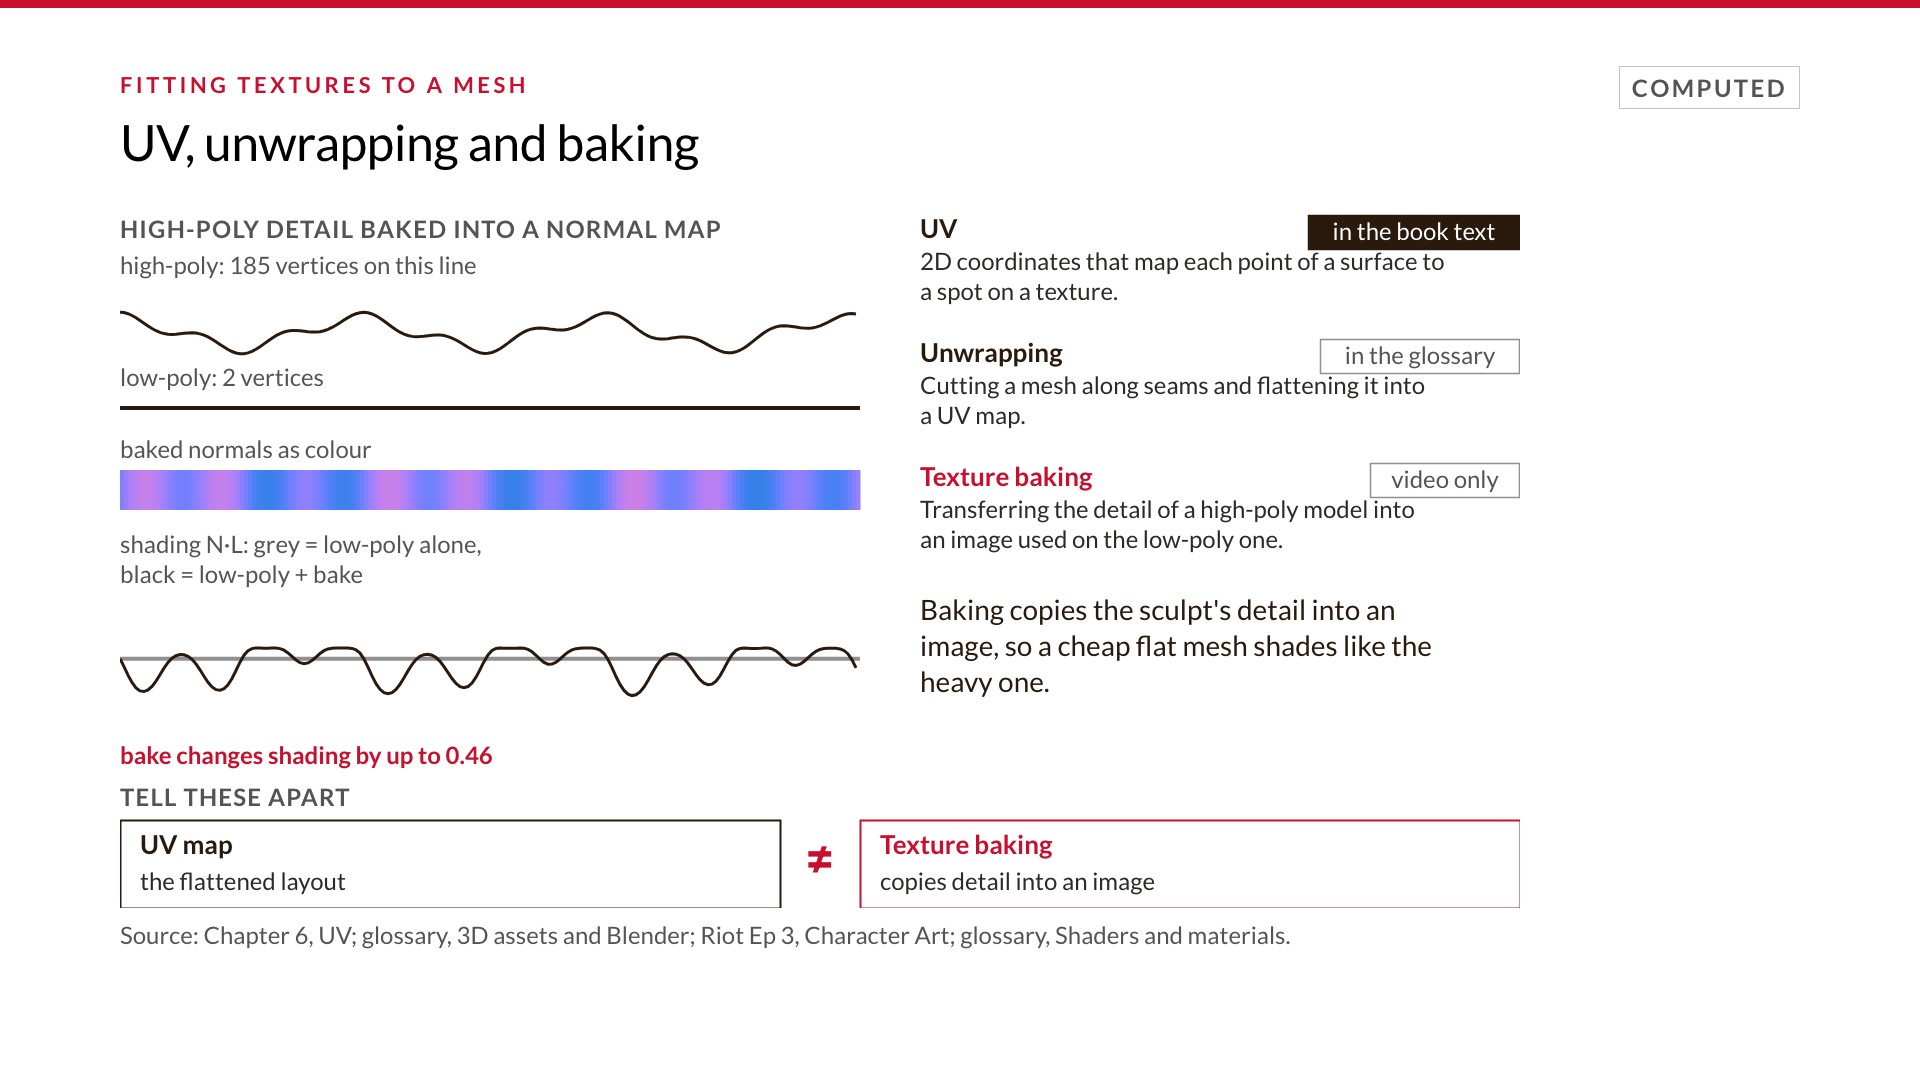 FITTING TEXTURES TO A MESH
COMPUTED
UV, unwrapping and baking
HIGH-POLY DETAIL BAKED INTO A NORMAL MAP
high-poly: 185 vertices on this line
low-poly: 2 vertices
baked normals as colour
shading N·L: grey = low-poly alone,
black = low-poly + bake
bake changes shading by up to 0.46
UV
in the book text
2D coordinates that map each point of a surface to
a spot on a texture.
Unwrapping
in the glossary
Cutting a mesh along seams and flattening it into
a UV map.
Texture baking
video only
Transferring the detail of a high-poly model into
an image used on the low-poly one.
Baking copies the sculpt's detail into an
image, so a cheap flat mesh shades like the
heavy one.
TELL THESE APART
UV map
the flattened layout
≠
Texture baking
copies detail into an image
Source: Chapter 6, UV; glossary, 3D assets and Blender; Riot Ep 3, Character Art; glossary, Shaders and materials.